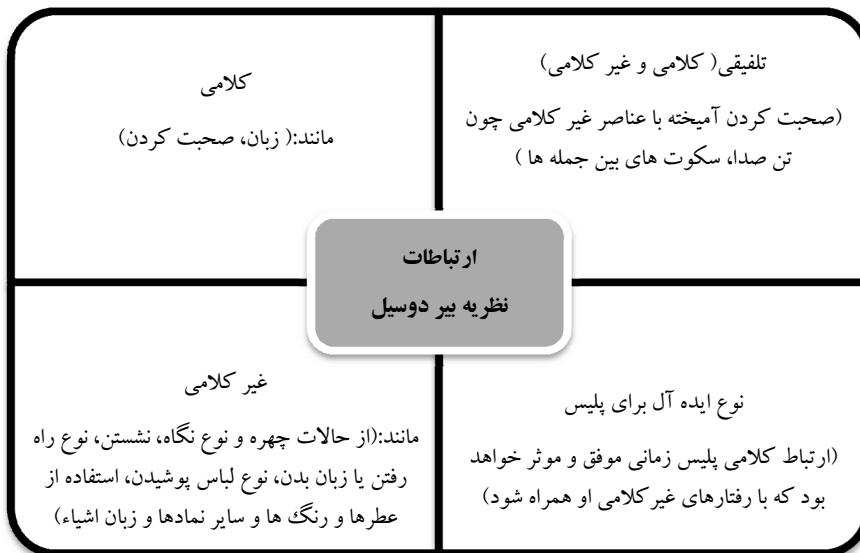 تلفیقی( کلامی و غیر کلامی)
(صحبت کردن آمیخته با عناصر غیر کلامی چون
تن صدا، سکوت های بین جمله ها )
کلامی
مانند:( زبان، صحبت کردن)
ارتباطات
نظریه بیر دوسیل
نوع ایده آل برای پلیس
(ارتباط کلامی پلیس زمانی موفق و موثر خواهد
بود که با رفتارهای غیرکلامی او همراه شود)
غیر کلامی
مانند:(از حالات چهره و نوع نگاه، نشستن، نوع راه
رفتن یا زبان بدن، نوع لباس پوشیدن، استفاده از
عطرها و رنگ ها و سایر نمادها و زبان اشیاء)